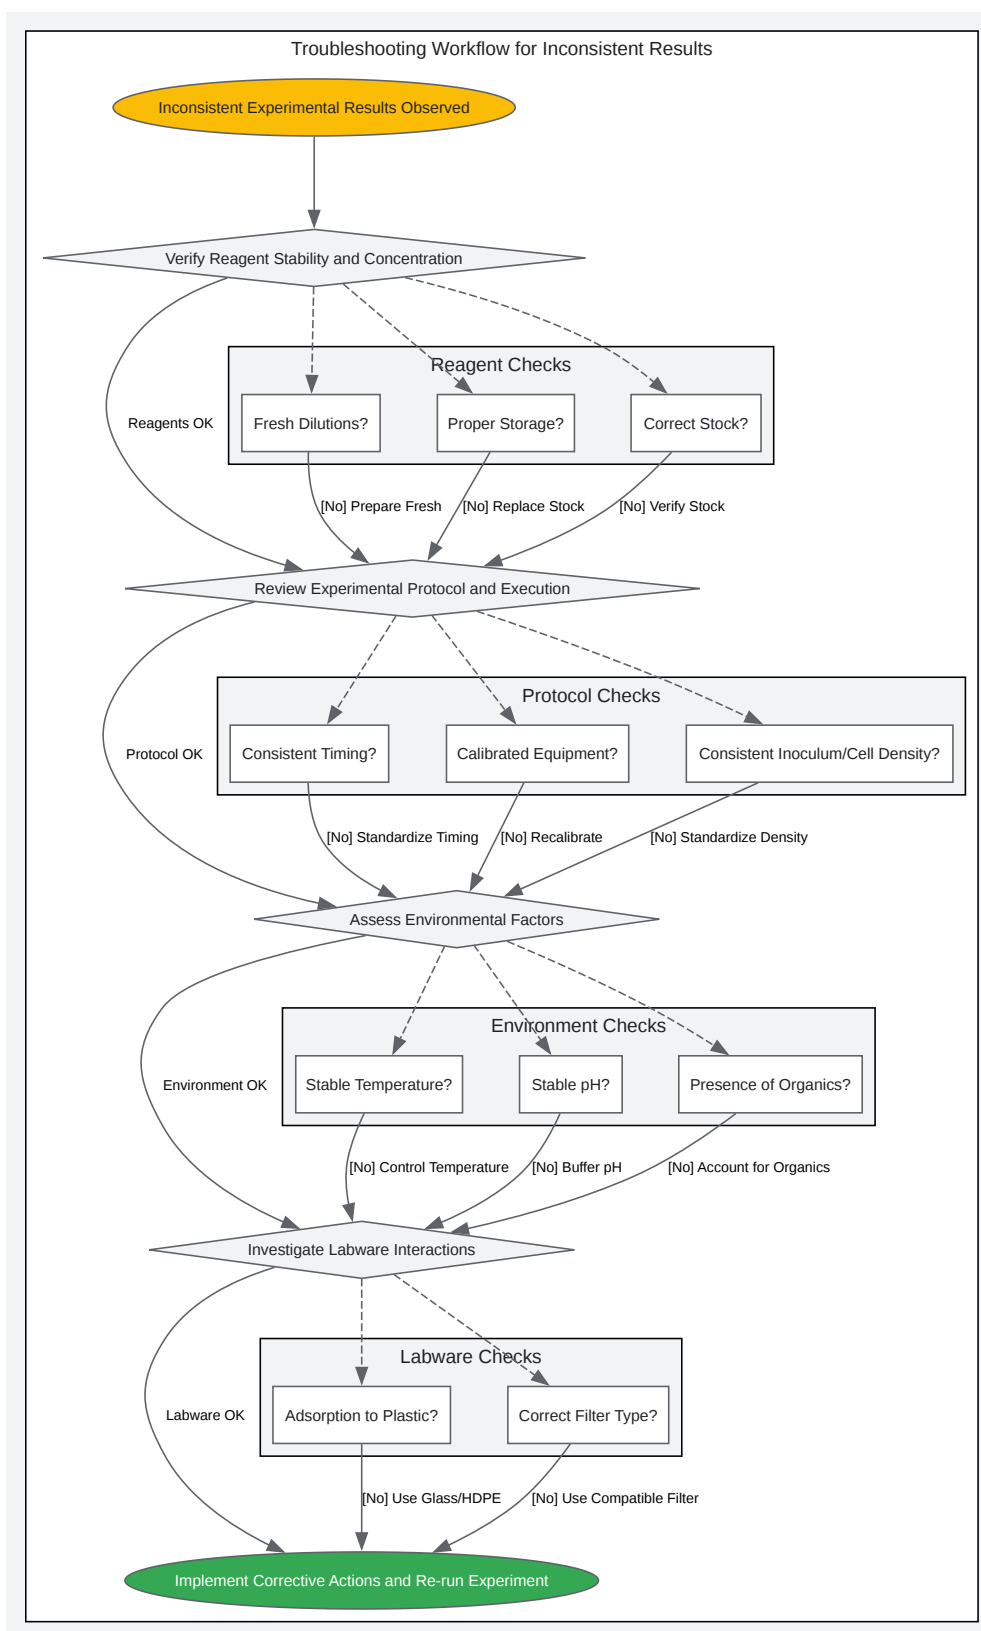 Troubleshooting Workflow for Inconsistent Results
Inconsistent Experimental Results Observed
Verify Reagent Stability and Concentration
Reagent Checks
Fresh Dilutions?
Proper Storage?
Correct Stock?
Reagents OK
[No] Prepare Fresh
[No] Replace Stock
[No] Verify Stock
Review Experimental Protocol and Execution
Protocol Checks
Consistent Timing?
Calibrated Equipment?
Consistent Inoculum/Cell Density?
Protocol OK
[No] Standardize Timing
[No] Recalibrate
[No] Standardize Density
Assess Environmental Factors
Environment Checks
Stable Temperature?
Stable pH?
Presence of Organics?
Environment OK
[No] Control Temperature
[No] Buffer pH
[No] Account for Organics
Investigate Labware Interactions
Labware Checks
Adsorption to Plastic?
Correct Filter Type?
Labware OK
[No] Use Glass/HDPE
[No] Use Compatible Filter
Implement Corrective Actions and Re-run Experiment